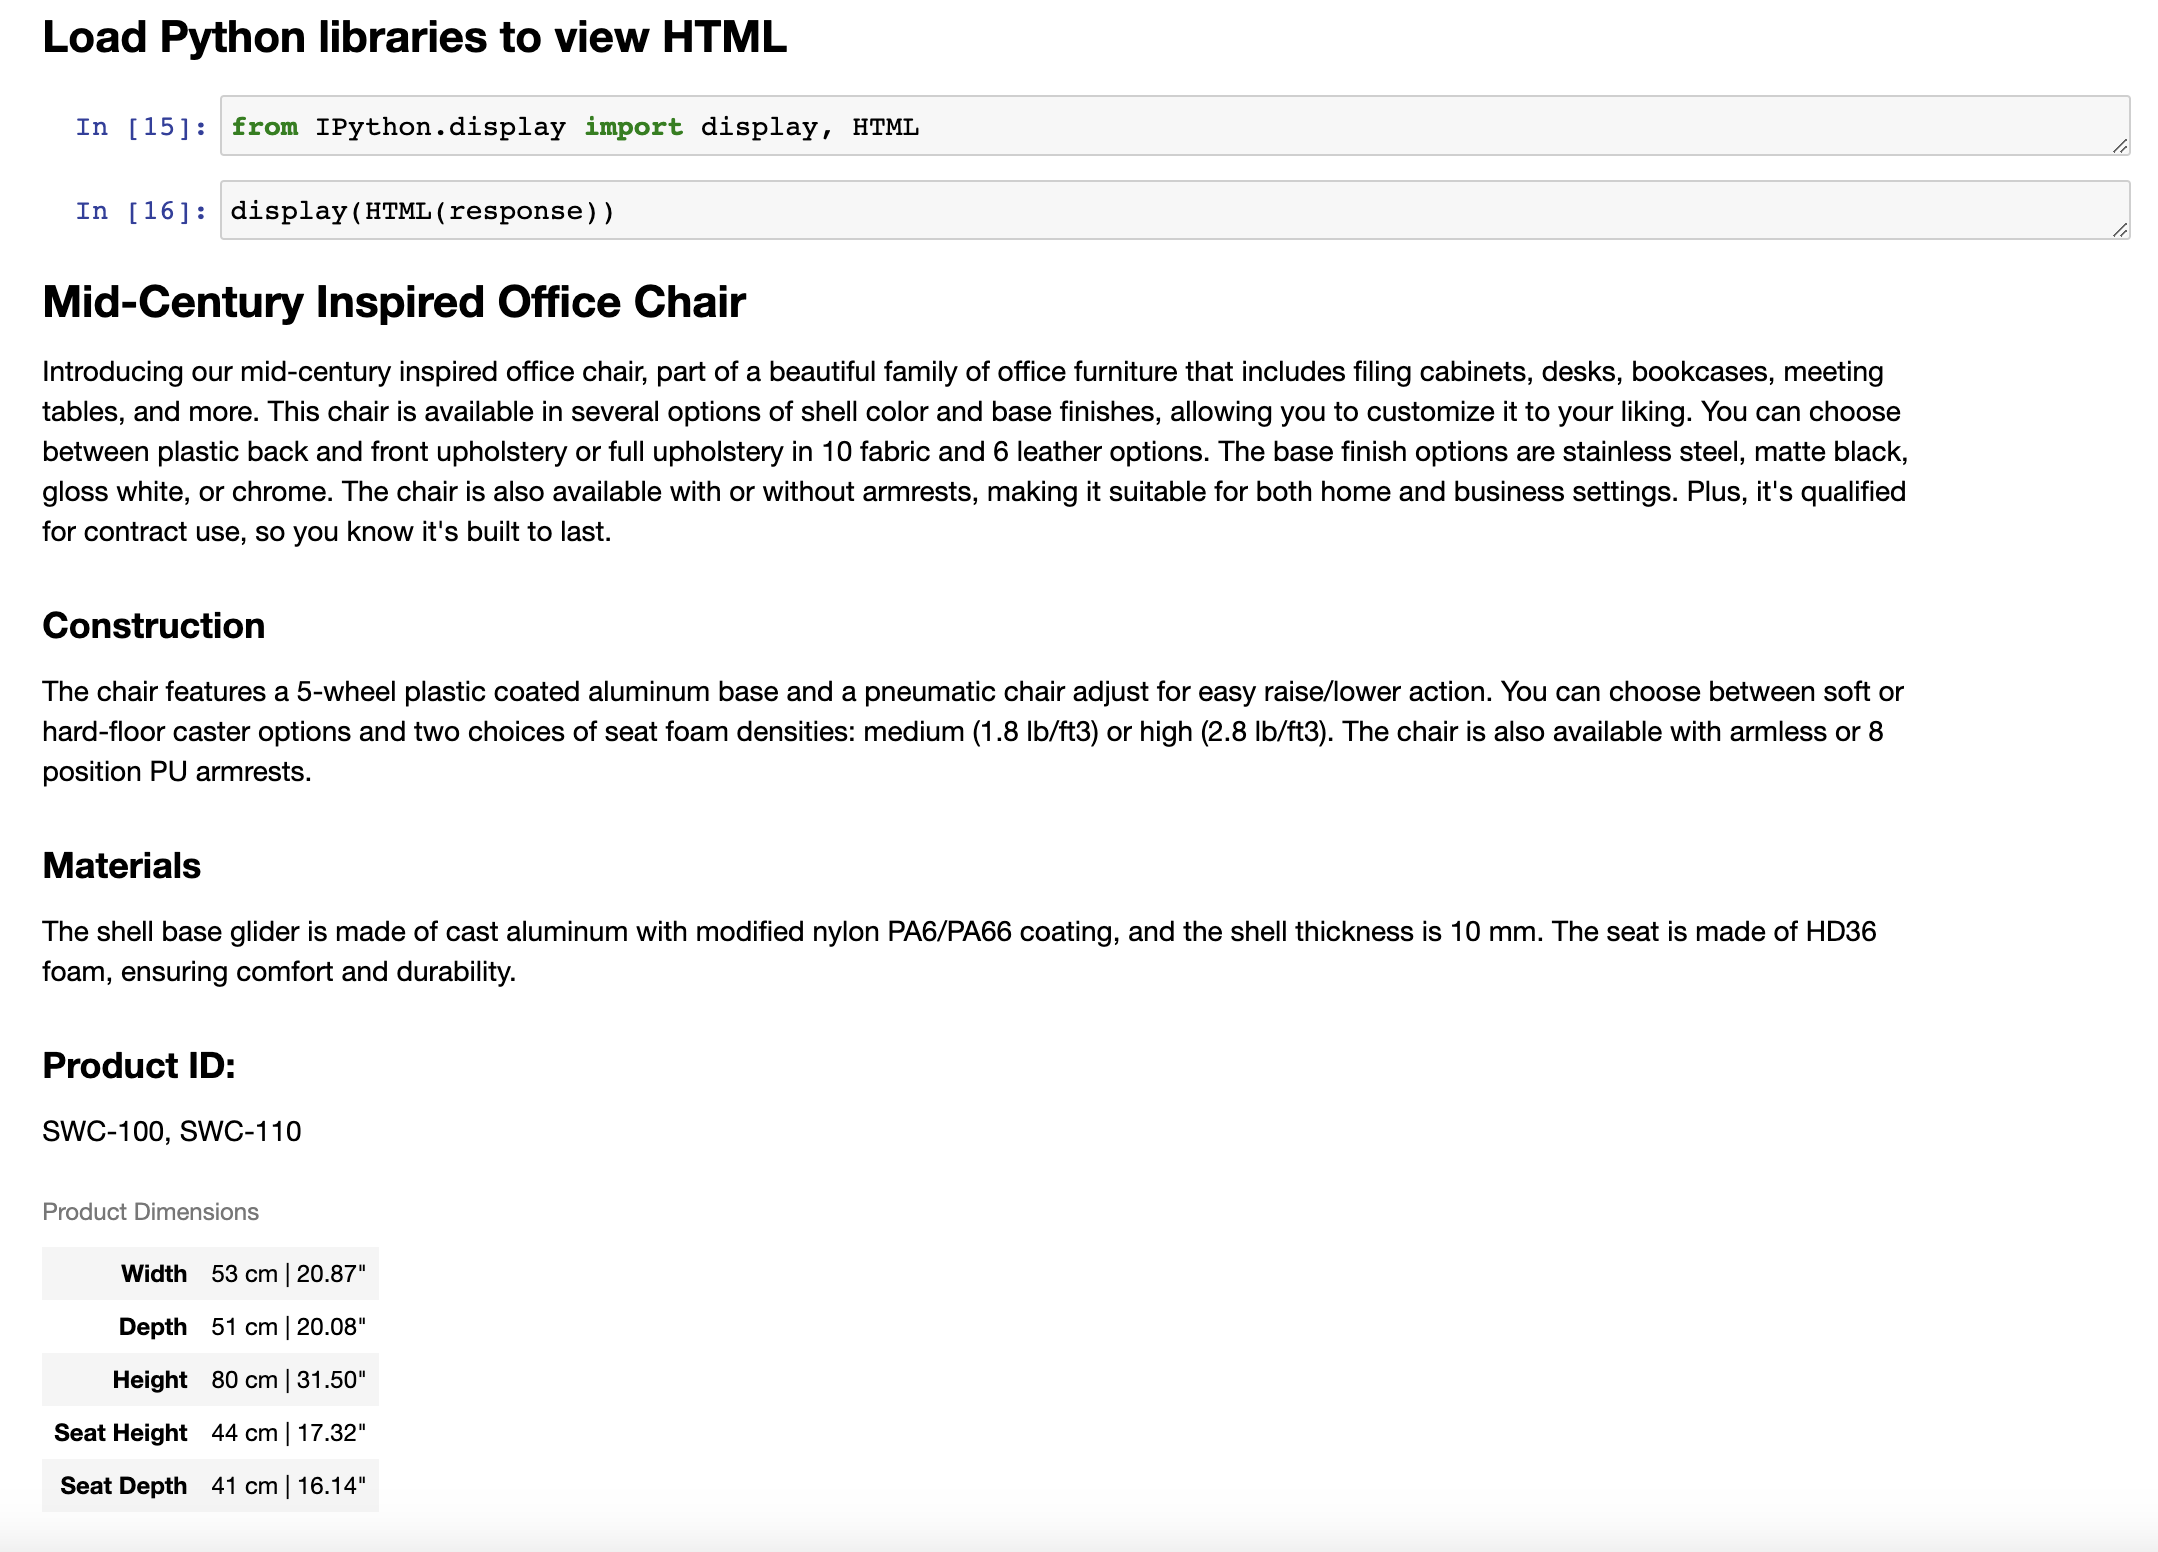 Load Python libraries to view HTML
In [15]: from IPython.display import display, HTML
In [16]: display(HTML(response))
Mid-Century Inspired Office Chair
Introducing our mid-century inspired office chair, part of a beautiful family of office furniture that includes filing cabinets, desks, bookcases, meeting
tables, and more. This chair is available in several options of shell color and base finishes, allowing you to customize it to your liking. You can choose
between plastic back and front upholstery or full upholstery in 10 fabric and 6 leather options. The base finish options are stainless steel, matte black,
gloss white, or chrome. The chair is also available with or without armrests, making it suitable for both home and business settings. Plus, it's qualified
for contract use, so you know it's built to last.
Construction
The chair features a 5-wheel plastic coated aluminum base and a pneumatic chair adjust for easy raise/lower action. You can choose between soft or
hard-floor caster options and two choices of seat foam densities: medium (1.8 lb/ft3) or high (2.8 lb/ft3). The chair is also available with armless or 8
position PU armrests.
Materials
The shell base glider is made of cast aluminum with modified nylon PA6/PA66 coating, and the shell thickness is 10 mm. The seat is made of HD36
foam, ensuring comfort and durability.
Product ID:
SWC-100, SWC-110
Product Dimensions
Width 53 cm | 20.87"
Depth 51 cm | 20.08"
Height 80 cm | 31.50"
Seat Height 44 cm | 17.32"
Seat Depth 41 cm | 16.14"